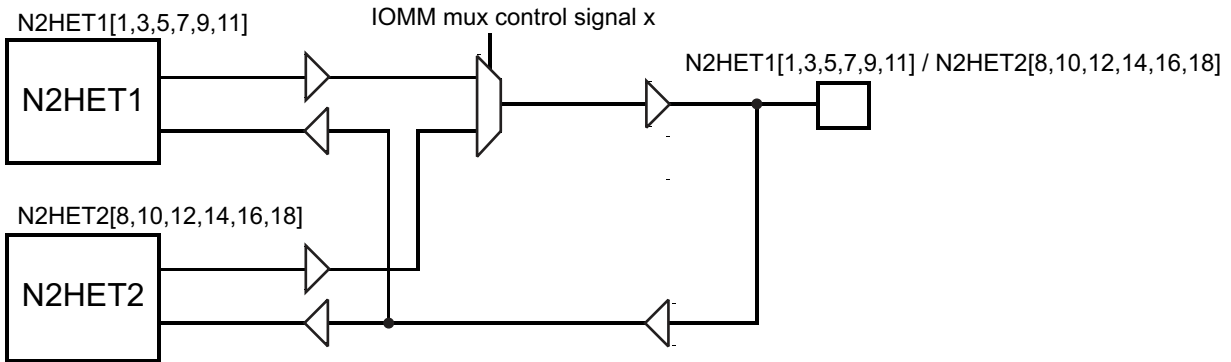 IOMM mux control signal x
N2HET1[1,3,5,7,9,11]
N2HET1[1,3,5,7,9,11] / N2HET2[8,10,12,14,16,18]
N2HET1
N2HET2[8,10,12,14,16,18]
N2HET2